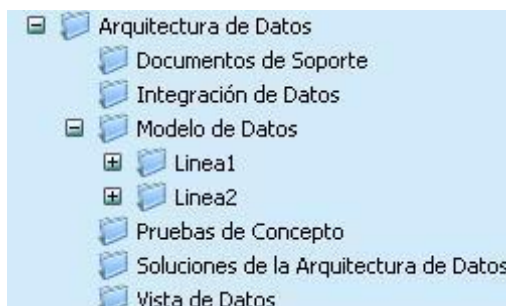 Arquitectura de Datos
Documentos de Soporte
Integración de Datos
Modelo de Datos
Linea1
Linea2
Pruebas de Concepto
Soluciones de la Arquitectura de Datos
Vista de Datos